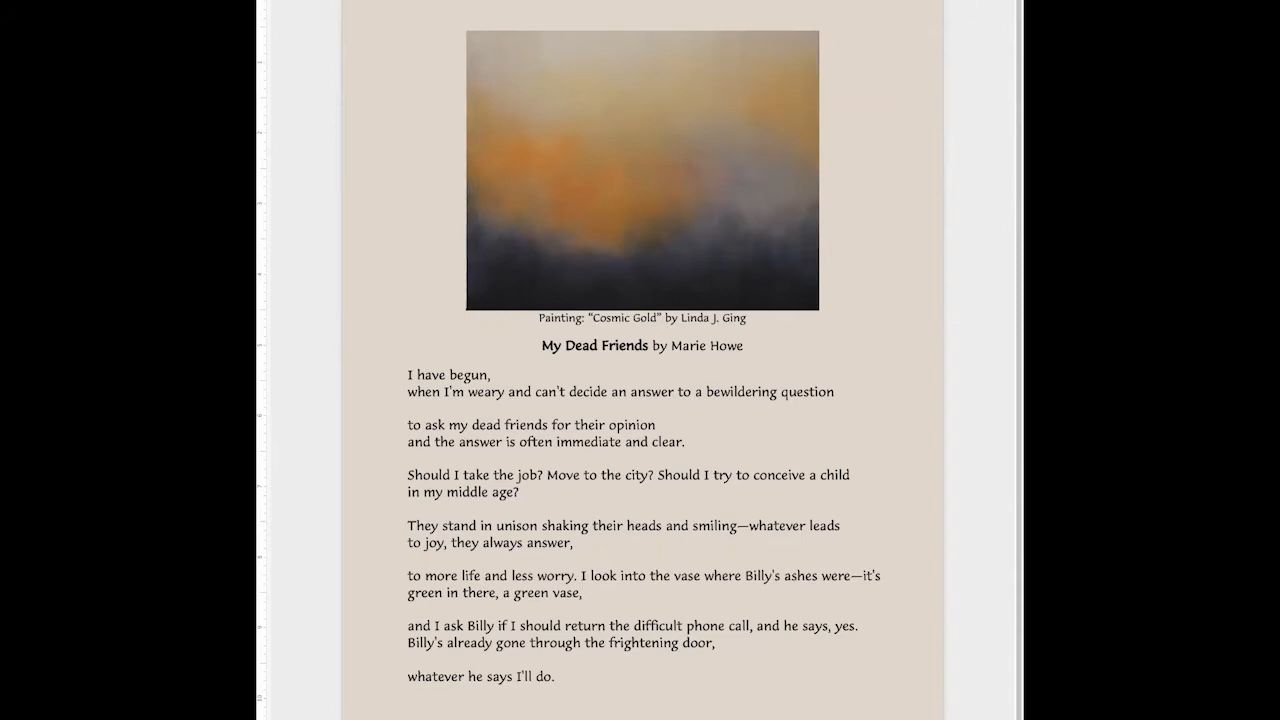 Painting: “Cosmic Gold” by Linda J. Ging
My Dead Friends by Marie Howe
I have begun,
when I'm weary and can't decide an answer to a bewildering question
to ask my dead friends for their opinion
and the answer is often immediate and clear.
Should I take the job? Move to the city? Should I try to conceive a child
in my middle age?
They stand in unison shaking their heads and smiling—whatever leads
to joy, they always answer,
to more life and less worry. I look into the vase where Billy's ashes were—it's
green in there, a green vase,
and I ask Billy if I should return the difficult phone call, and he says, yes.
Billy's already gone through the frightening door,
whatever he says I'll do.